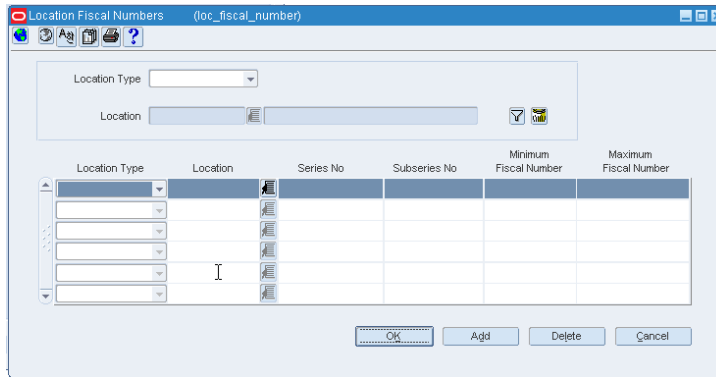 Location Fiscal Numbers (loc_fiscal_number)
?
Location Type
Location
Minimum Maximum
Location Type Location Series No Subseries No Fiscal Number Fiscal Number
OK Add Delete Cancel